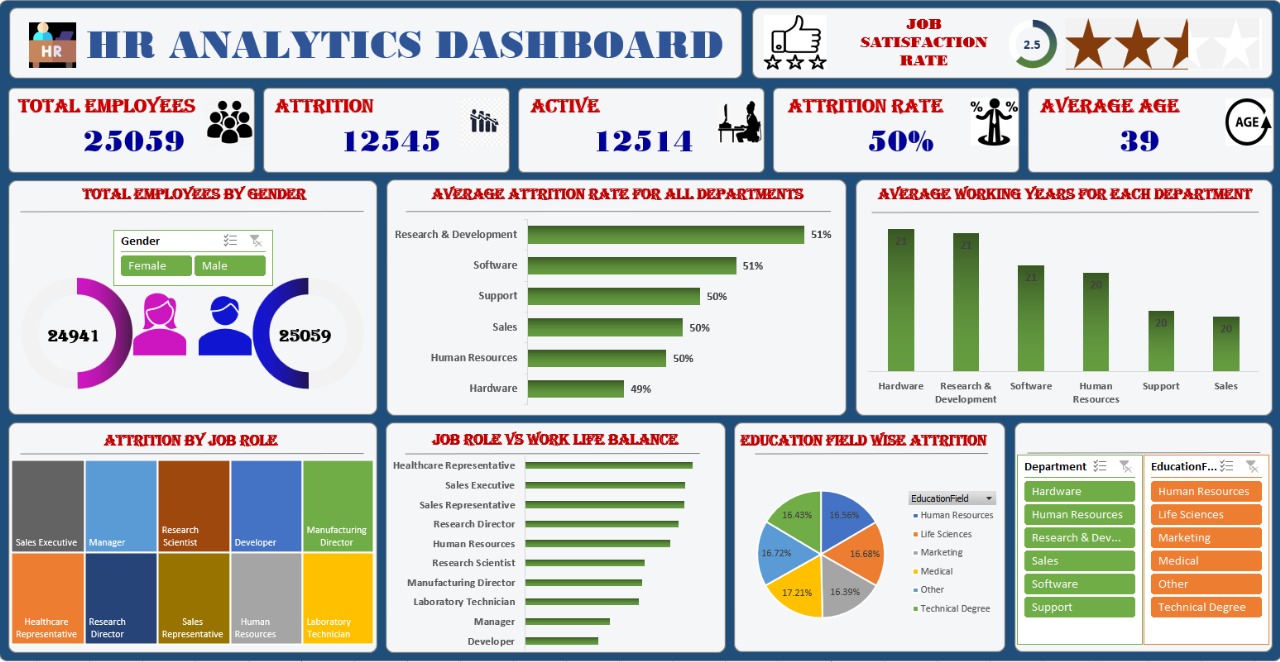 HR
HR ANALYTICS DASHBOARD
JOB
SATISFACTION
RATE
2.5
TOTAL EMPLOYEES
25059
ATTRITION
12545
ACTIVE
12514
ATTRITION RATE
50%
% %
AVERAGE AGE
39
AGE
TOTAL EMPLOYEES BY GENDER
Gender
Female
Male
24941
25059
AVERAGE ATTRITION RATE FOR ALL DEPARTMENTS
Research & Development 51%
Software 51%
Support 50%
Sales 50%
Human Resources 50%
Hardware 49%
AVERAGE WORKING YEARS FOR EACH DEPARTMENT
21 21 21 20 20 20
Hardware
Research &
Development
Software
Human
Resources
Support
Sales
ATTRITION BY JOB ROLE
Sales Executive
Manager
Research
Scientist
Developer
Manufacturing
Director
Healthcare
Representative
Research
Director
Sales
Representative
Human
Resources
Laboratory
Technician
JOB ROLE VS WORK LIFE BALANCE
Healthcare Representative
Sales Executive
Sales Representative
Research Director
Human Resources
Research Scientist
Manufacturing Director
Laboratory Technician
Manager
Developer
EDUCATION FIELD WISE ATTRITION
16.43%
16.56%
16.72%
16.68%
17.21%
16.39%
EducationField
Human Resources
Life Sciences
Marketing
Medical
Other
Technical Degree
Department
Hardware
Human Resources
Research & Dev...
Sales
Software
Support
EducationF...
Human Resources
Life Sciences
Marketing
Medical
Other
Technical Degree